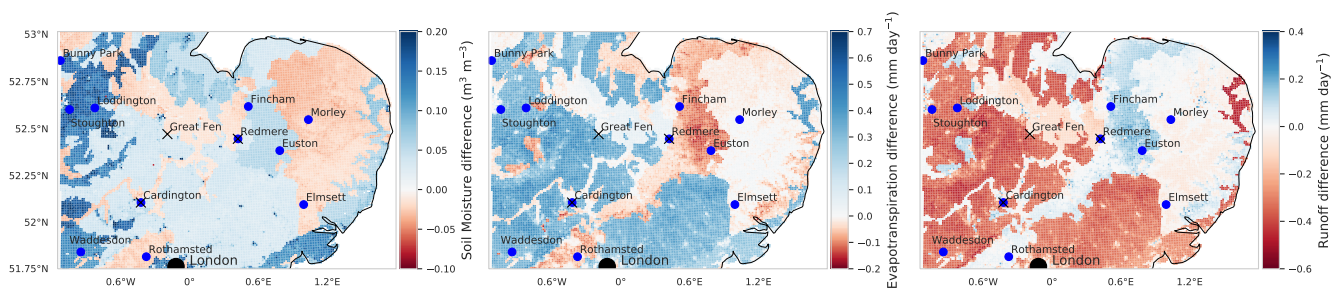 53°N
52.75°N
52.5°N
52.25°N
52°N
51.75°N
0.6°W
0°
0.6°E
1.2°E
Bunny Park
Loddington
Stoughton
Great Fen
Fincham
Morley
Redmere
Euston
Cardington
Elmsett
Waddesdon
Rothamsted
London
0.20
0.15
0.10
0.05
0.00
−0.05
−0.10
Soil Moisture difference (m³ m⁻³)
0.6°W
0°
0.6°E
1.2°E
Bunny Park
Loddington
Stoughton
Great Fen
Fincham
Morley
Redmere
Euston
Cardington
Elmsett
Waddesdon
Rothamsted
London
0.7
0.6
0.5
0.4
0.3
0.2
0.1
0.0
−0.1
−0.2
Evapotranspiration difference (mm day⁻¹)
0.6°W
0°
0.6°E
1.2°E
Bunny Park
Loddington
Stoughton
Great Fen
Fincham
Morley
Redmere
Euston
Cardington
Elmsett
Waddesdon
Rothamsted
London
0.4
0.2
0.0
−0.2
−0.4
−0.6
Runoff difference (mm day⁻¹)